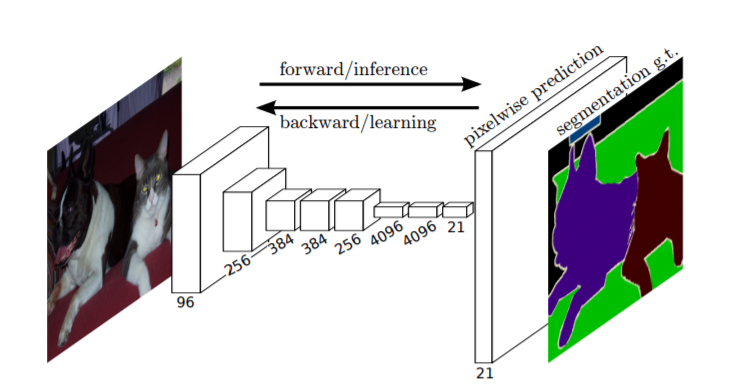 forward/inference
backward/learning
pixelwise prediction
segmentation g.t.
96
256
384
384
256
4096
4096
21
21